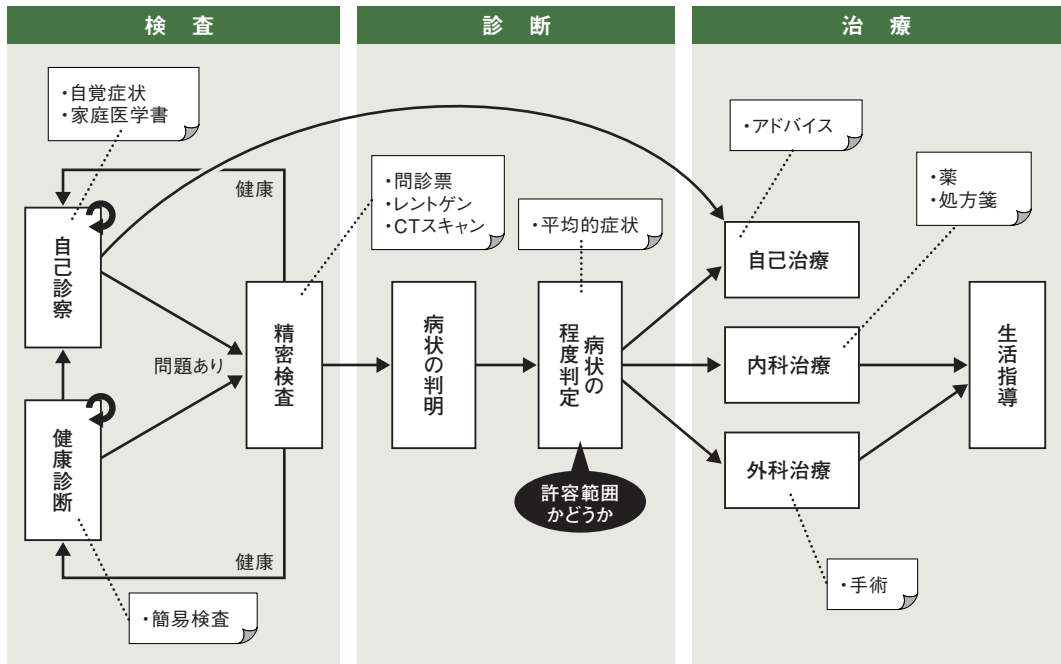 検査
診断
治療
・自覚症状
・家庭医学書
健康
自己診察
問題あり
健康診断
健康
・簡易検査
精密検査
・問診票
・レントゲン
・CTスキャン
病状の判明
・平均的症状
病状の
程度判定
許容範囲
かどうか
・アドバイス
自己治療
・薬
・処方箋
内科治療
外科治療
・手術
生活指導